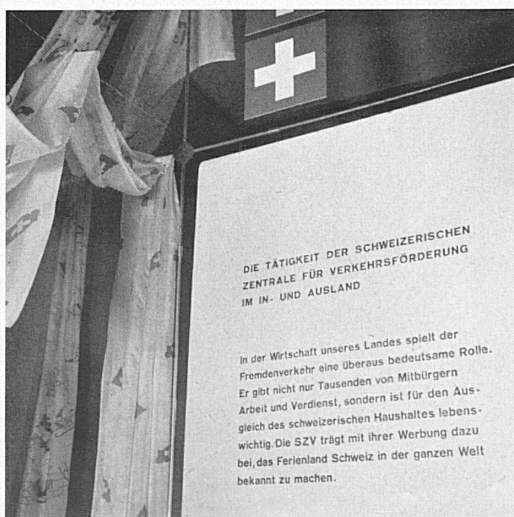 DIE TÄTIGKEIT DER SCHWEIZERISCHEN
ZENTRALE FÜR VERKEHRSFÖRDERUNG
IM IN- UND AUSLAND
In der Wirtschaft unseres Landes spielt der
Fremdenverkehr eine überaus bedeutsame Rolle.
Er gibt nicht nur Tausenden von Mitbürgern
Arbeit und Verdienst, sondern ist für den Aus-
gleich des schweizerischen Haushaltes lebens-
wichtig. Die SZV trägt mit ihrer Werbung dazu
bei, das Ferienland Schweiz in der ganzen Welt
bekannt zu machen.